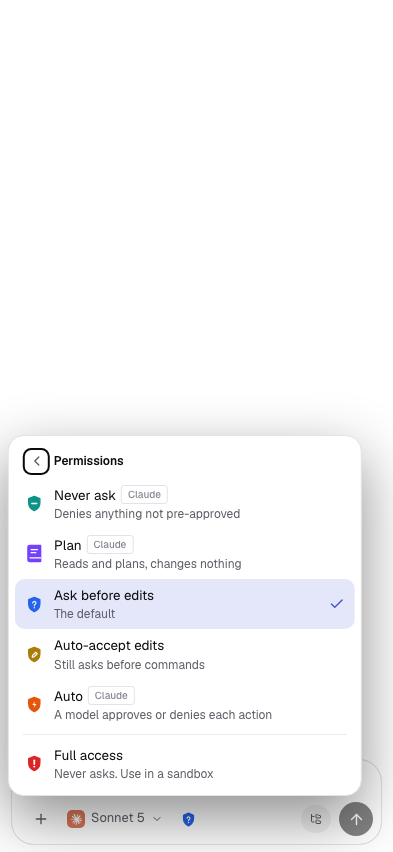 Permissions
Never ask Claude
Denies anything not pre-approved
Plan Claude
Reads and plans, changes nothing
Ask before edits
The default
Auto-accept edits
Still asks before commands
Auto Claude
A model approves or denies each action
Full access
Never asks. Use in a sandbox
Sonnet 5